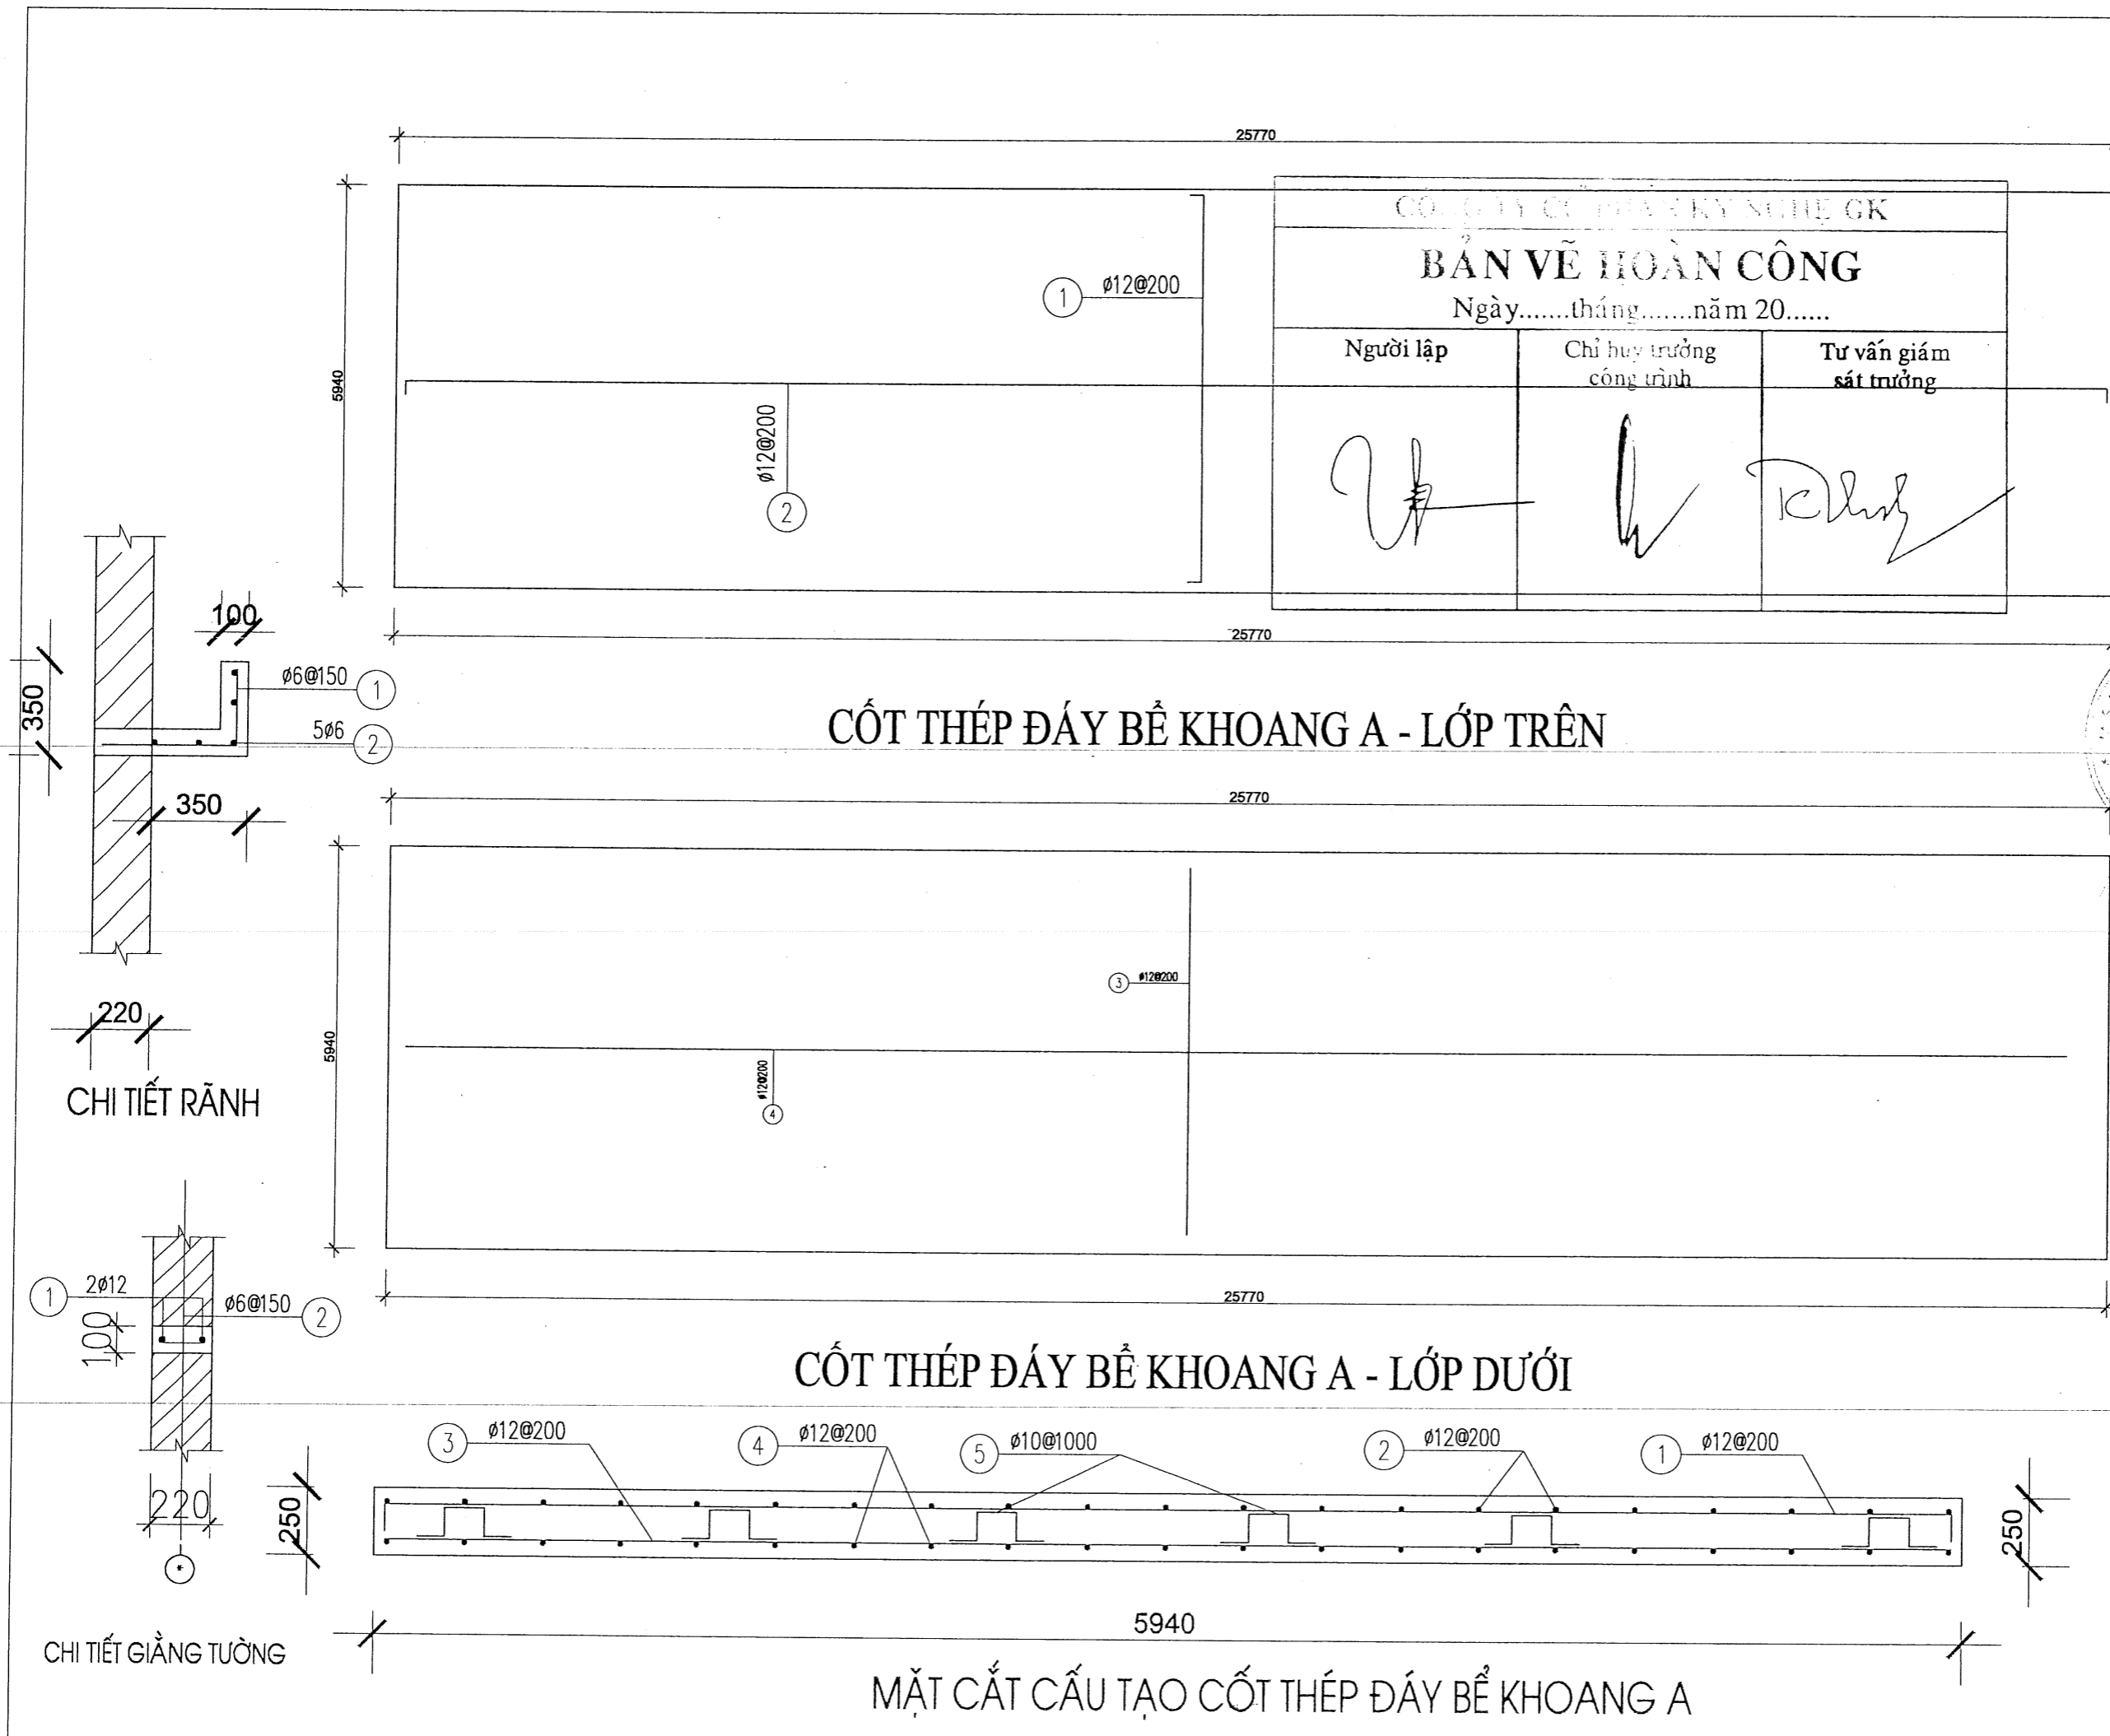 25770
5940
1 ø12@200
ø12@200
2
CÔNG TY CỔ PHẦN KỸ NGHỆ GK
BẢN VẼ HOÀN CÔNG
Ngày.......tháng.......năm 20......
Người lập
Chỉ huy trưởng
công trình
Tư vấn giám
sát trưởng
25770
CỐT THÉP ĐÁY BỂ KHOANG A - LỚP TRÊN
100
350
ø6@150 1
5ø6 2
350
220
CHI TIẾT RÃNH
25770
5940
3 ø12@200
ø12@200
4
25770
CỐT THÉP ĐÁY BỂ KHOANG A - LỚP DƯỚI
1 2ø12
ø6@150 2
100
220
*
CHI TIẾT GIẰNG TƯỜNG
3 ø12@200
4 ø12@200
5 ø10@1000
2 ø12@200
1 ø12@200
250
250
5940
MẶT CẮT CẤU TẠO CỐT THÉP ĐÁY BỂ KHOANG A